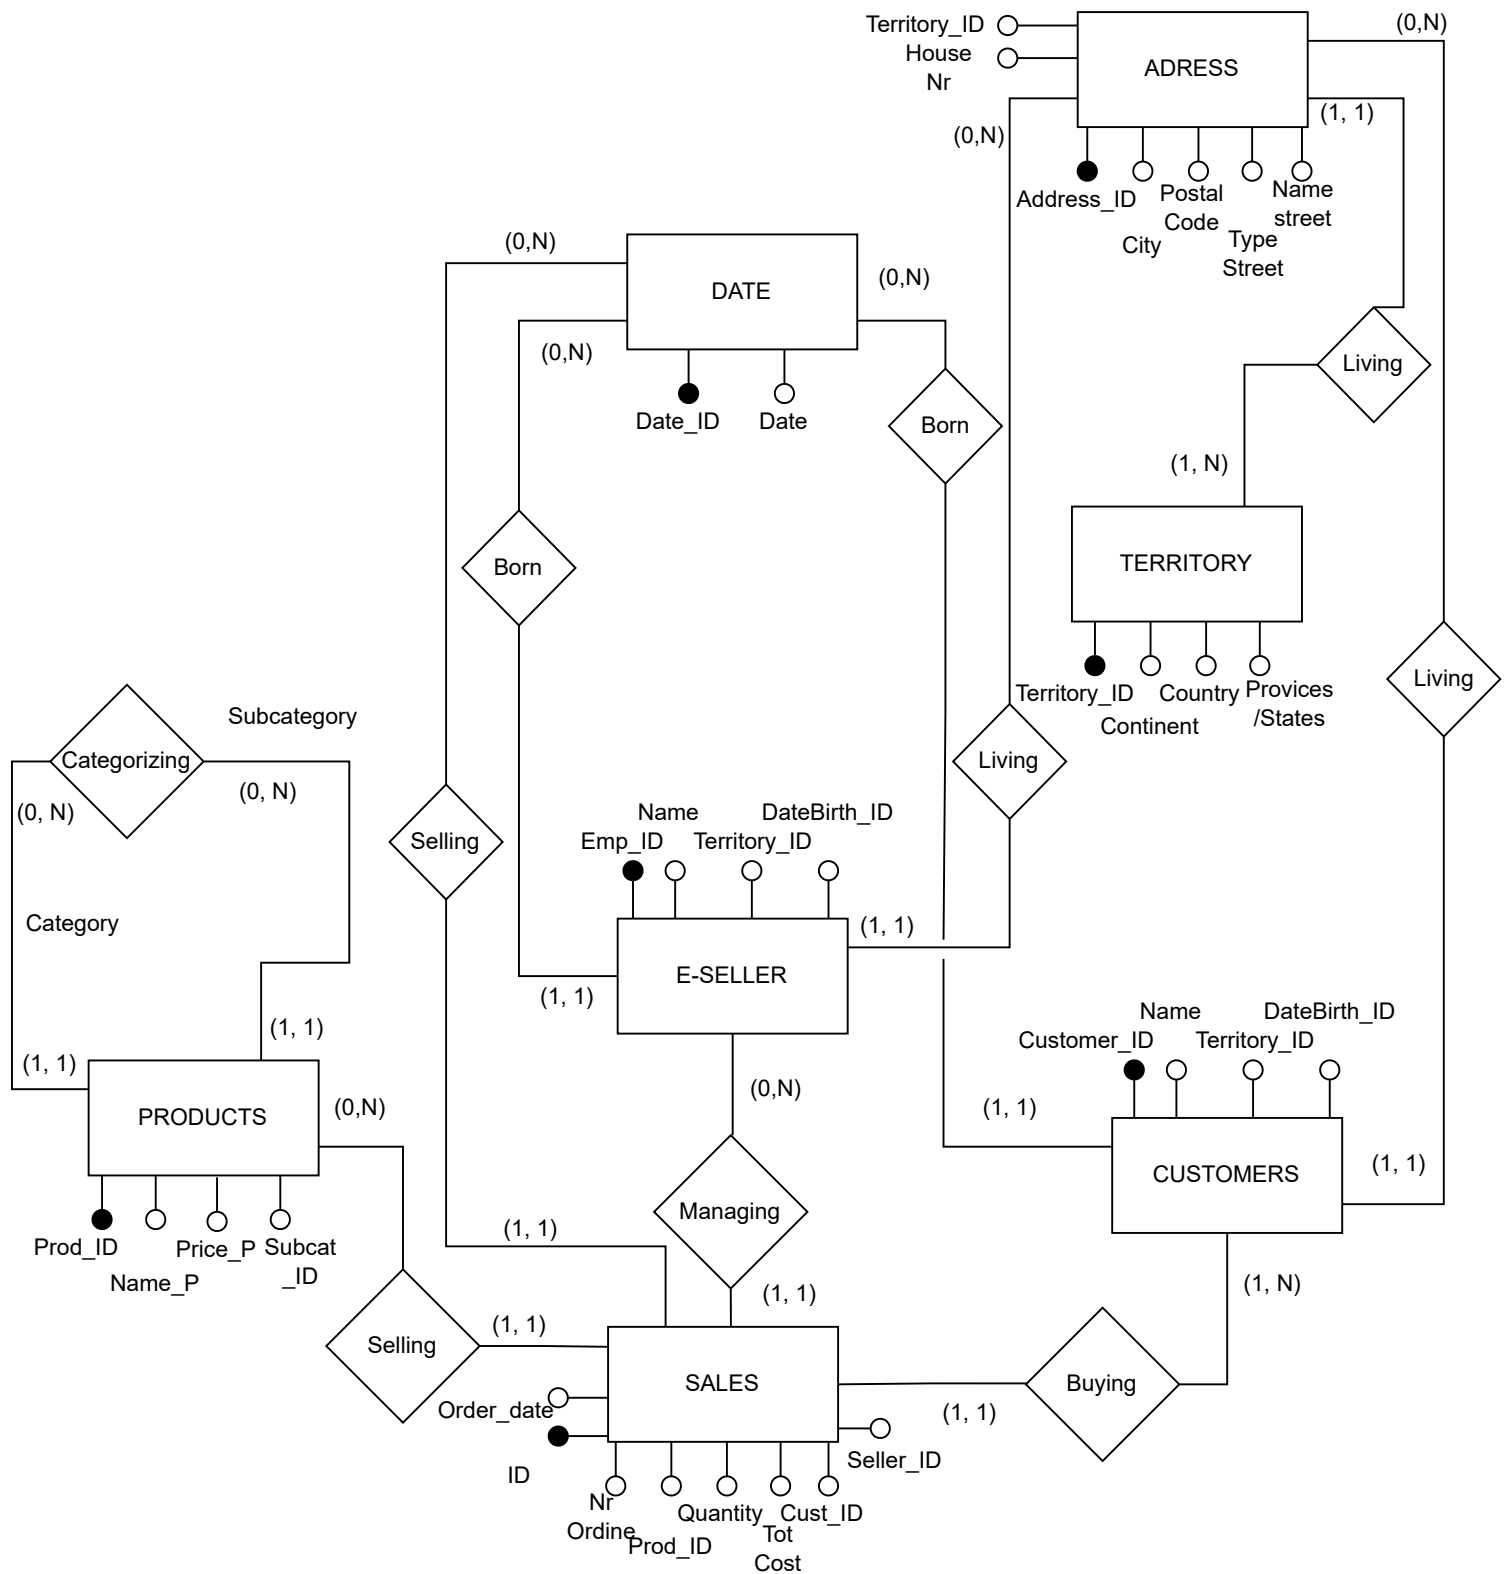 Territory_ID
House
Nr
ADRESS
(0,N)
(1, 1)
(0,N)
Address_ID
City
Postal
Code
Type
Street
Name
street
(0,N)
DATE
(0,N)
(0,N)
Date_ID
Date
Born
Living
(1, N)
Born
TERRITORY
Territory_ID
Continent
Country
Provices
/States
Living
Subcategory
Categorizing
(0, N)
(0, N)
Living
Category
Selling
Name
DateBirth_ID
Emp_ID
Territory_ID
(1, 1)
E-SELLER
(1, 1)
(1, 1)
(1, 1)
PRODUCTS
(0,N)
(0,N)
Name
DateBirth_ID
Customer_ID
Territory_ID
(1, 1)
CUSTOMERS
(1, 1)
Prod_ID
Name_P
Price_P
Subcat
_ID
Managing
(1, 1)
(1, 1)
(1, N)
Selling
(1, 1)
SALES
Buying
(1, 1)
Order_date
ID
Seller_ID
Nr
Ordine
Prod_ID
Quantity
Tot
Cost
Cust_ID